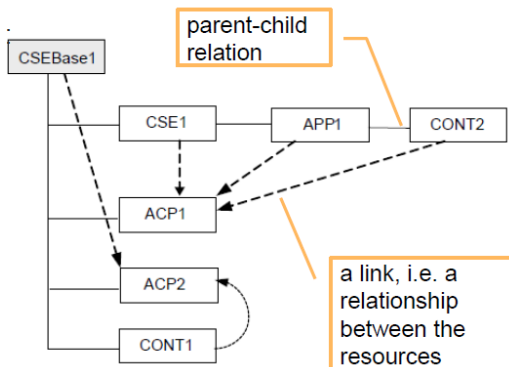 parent-child
relation
CSEBase1
CSE1
APP1
CONT2
ACP1
ACP2
CONT1
a link, i.e. a
relationship
between the
resources